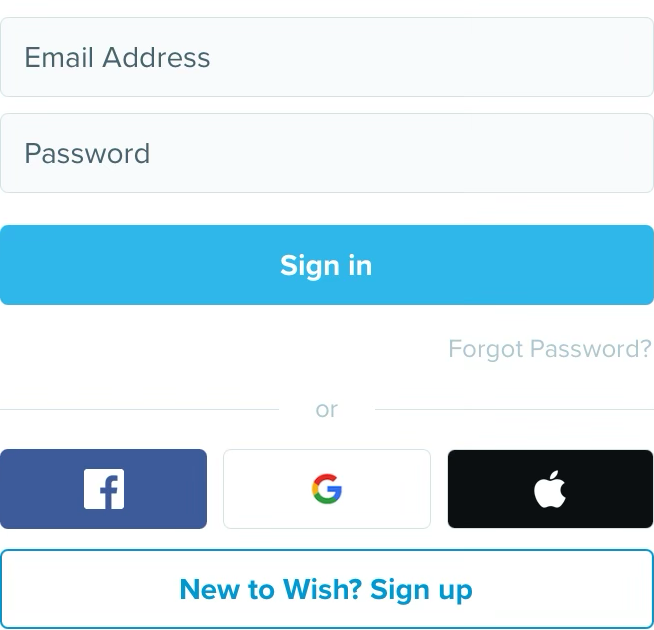 Email Address
Password
Sign in
Forgot Password?
or
New to Wish? Sign up